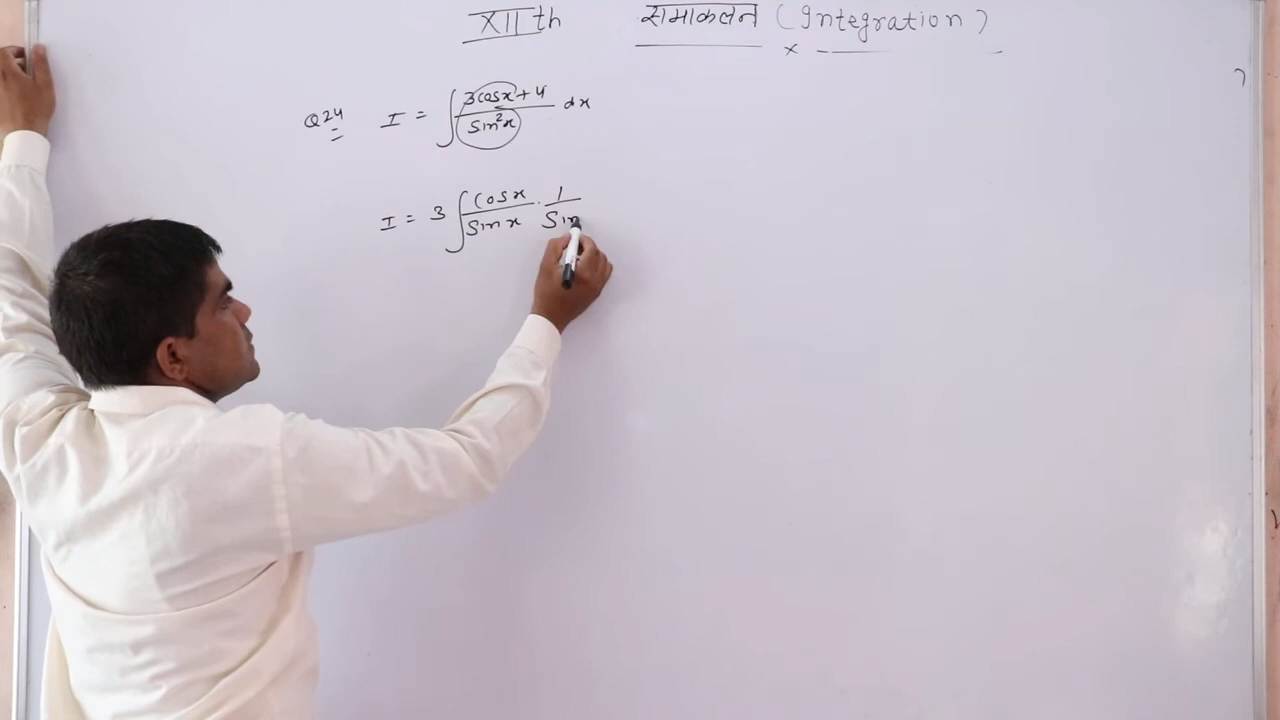 XIIth समाकलन (Integration)
Q24 I = ∫ (3cosx + 4)/(Sin²x) dx
I = 3 ∫ (cosx/Sinx) · (1/Sin